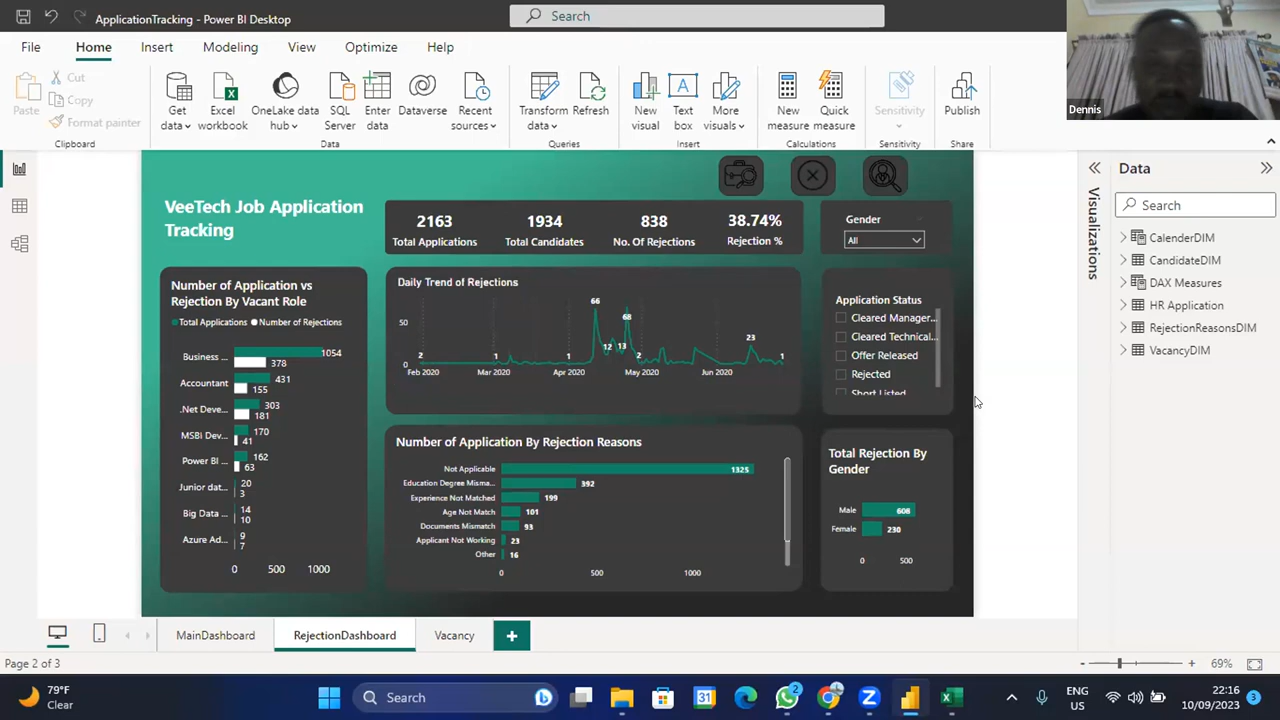 ApplicationTracking - Power BI Desktop
Search
Dennis
File
Home
Insert
Modeling
View
Optimize
Help
Paste
Cut
Copy
Format painter
Clipboard
Get data
Excel workbook
OneLake data hub
SQL Server
Enter data
Dataverse
Recent sources
Data
Transform data
Refresh
Queries
New visual
Text box
More visuals
Insert
New measure
Quick measure
Calculations
Sensitivity
Sensitivity
Publish
Share
VeeTech Job Application
Tracking
2163
Total Applications
1934
Total Candidates
838
No. Of Rejections
38.74%
Rejection %
Gender
All
Number of Application vs
Rejection By Vacant Role
Total Applications
Number of Rejections
Business ...
1054
378
Accountant
431
155
.Net Deve...
303
181
MSBI Dev...
170
41
Power BI ...
162
63
Junior dat...
20
3
Big Data ...
14
10
Azure Ad...
9
7
0 500 1000
Daily Trend of Rejections
50
0
2
1
1
66
12
13
68
2
23
1
Feb 2020
Mar 2020
Apr 2020
May 2020
Jun 2020
Application Status
Cleared Manager...
Cleared Technical...
Offer Released
Rejected
Short Listed
Number of Application By Rejection Reasons
Not Applicable 1325
Education Degree Misma... 392
Experience Not Matched 199
Age Not Match 101
Documents Mismatch 93
Applicant Not Working 23
Other 16
0 500 1000
Total Rejection By
Gender
Male 608
Female 230
0 500
Visualizations
Data
Search
CalenderDIM
CandidateDIM
DAX Measures
HR Application
RejectionReasonsDIM
VacancyDIM
MainDashboard
RejectionDashboard
Vacancy
+
Page 2 of 3
- + 69%
79°F
Clear
Search
2
31
ENG
US
22:16
10/09/2023
3